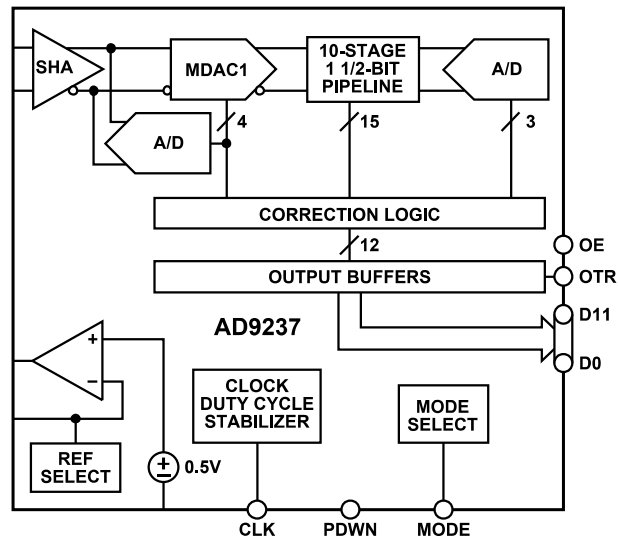 SHA
MDAC1
10-STAGE
1 1/2-BIT
PIPELINE
A/D
A/D
4
15
3
CORRECTION LOGIC
12
OUTPUT BUFFERS
OE
OTR
D11
D0
AD9237
+
−
REF
SELECT
+
−
0.5V
CLOCK
DUTY CYCLE
STABILIZER
MODE
SELECT
CLK
PDWN
MODE